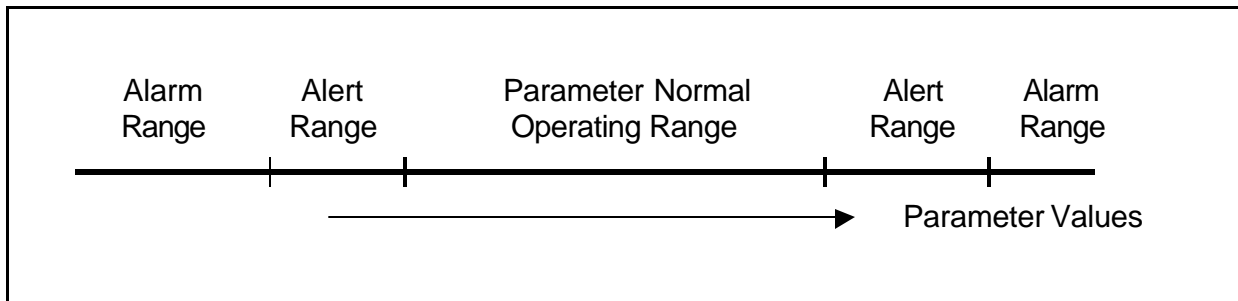 Alarm
Range
Alert
Range
Parameter Normal
Operating Range
Alert
Range
Alarm
Range
Parameter Values